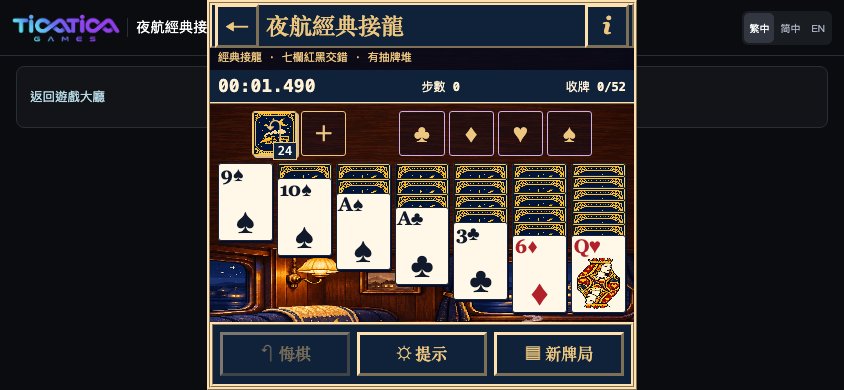 TicaTica
GAMES
夜航經典接
繁中 简中 EN
返回遊戲大廳
夜航經典接龍
i
經典接龍 · 七欄紅黑交錯 · 有抽牌堆
00:01.490 步數 0 收牌 0/52
24
9♠ 10♠ A♠ A♣ 3♣ 6♦ Q♥
悔棋 提示 新牌局